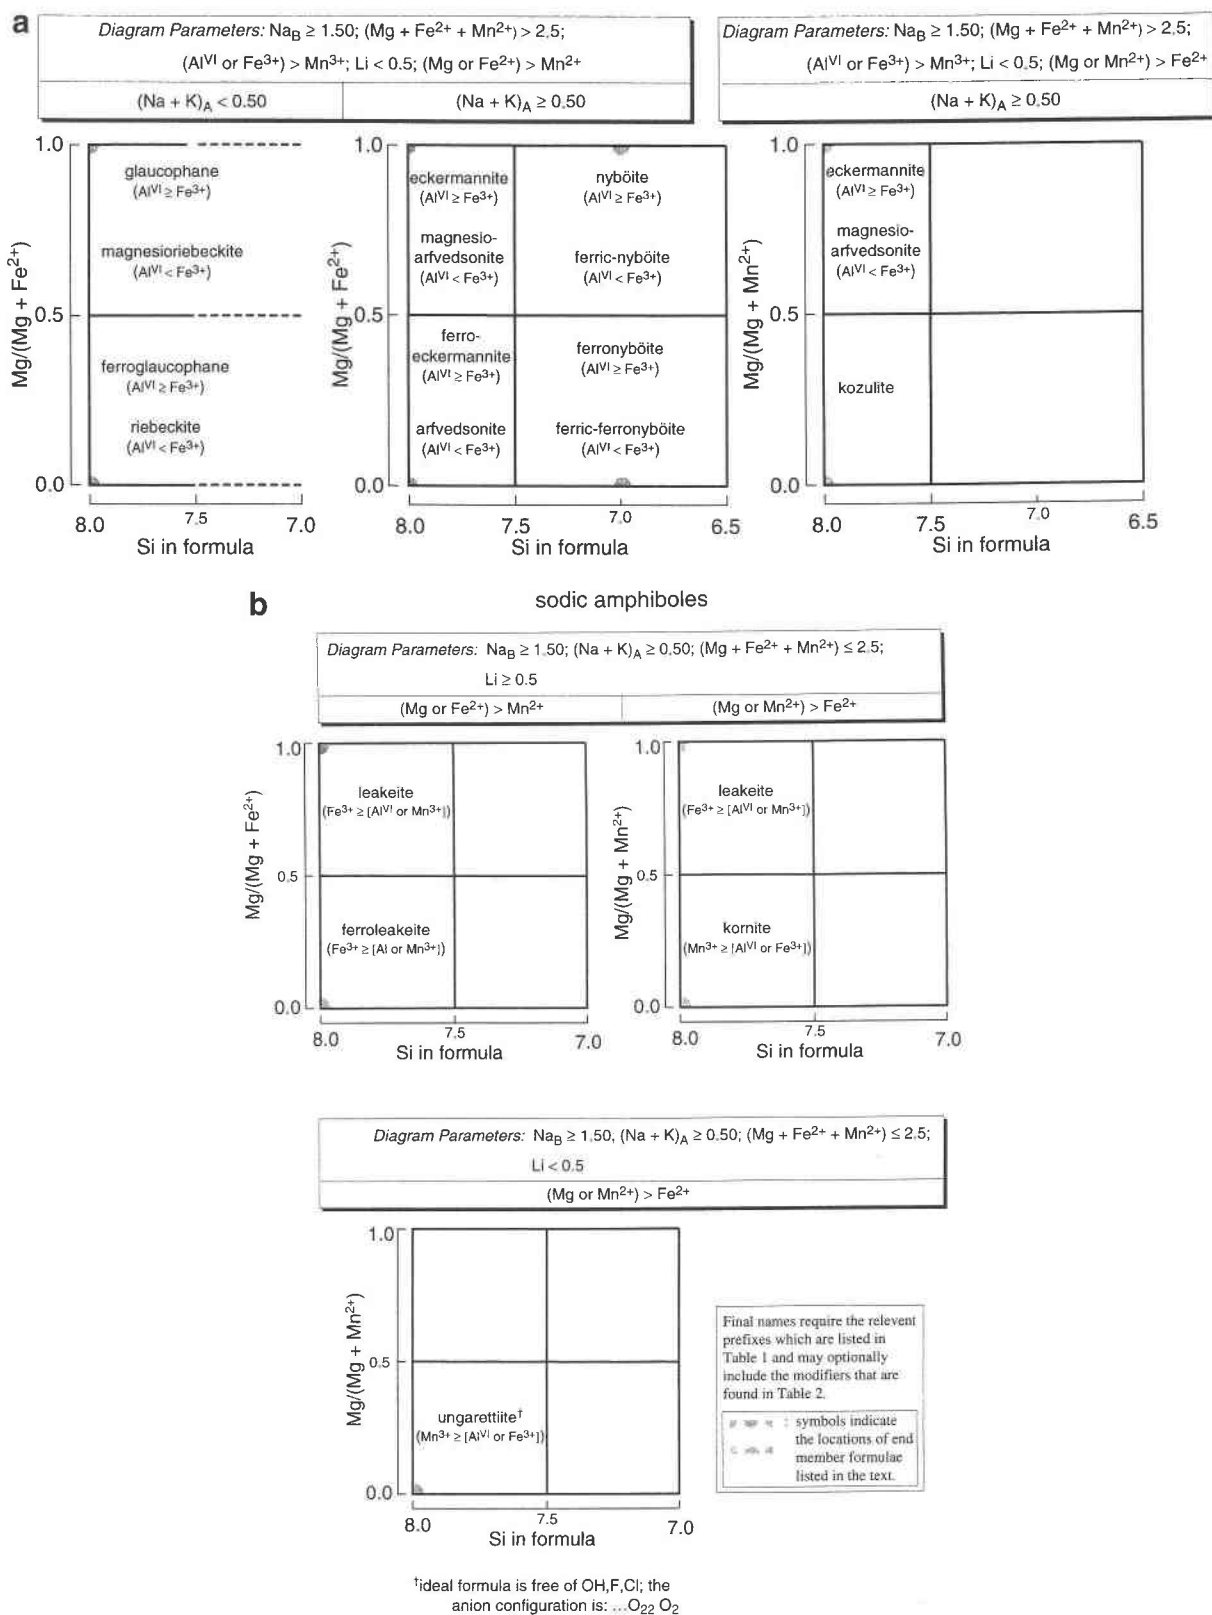 a
Diagram Parameters: NaB ≥ 1.50; (Mg + Fe2+ + Mn2+) > 2.5;
(AlVI or Fe3+) > Mn3+; Li < 0.5; (Mg or Fe2+) > Mn2+
(Na + K)A < 0.50
(Na + K)A ≥ 0.50
Diagram Parameters: NaB ≥ 1.50; (Mg + Fe2+ + Mn2+) > 2.5;
(AlVI or Fe3+) > Mn3+; Li < 0.5; (Mg or Mn2+) > Fe2+
(Na + K)A ≥ 0.50
Mg/(Mg + Fe2+)
1.0
0.5
0.0
glaucophane
(AlVI ≥ Fe3+)
magnesioriebeckite
(AlVI < Fe3+)
ferroglaucophane
(AlVI ≥ Fe3+)
riebeckite
(AlVI < Fe3+)
8.0 7.5 7.0
Si in formula
Mg/(Mg + Fe2+)
1.0
0.5
0.0
eckermannite
(AlVI ≥ Fe3+)
magnesio-
arfvedsonite
(AlVI < Fe3+)
ferro-
eckermannite
(AlVI ≥ Fe3+)
arfvedsonite
(AlVI < Fe3+)
nyböite
(AlVI ≥ Fe3+)
ferric-nyböite
(AlVI < Fe3+)
ferronyböite
(AlVI ≥ Fe3+)
ferric-ferronyböite
(AlVI < Fe3+)
8.0 7.5 7.0 6.5
Si in formula
Mg/(Mg + Mn2+)
1.0
0.5
0.0
eckermannite
(AlVI ≥ Fe3+)
magnesio-
arfvedsonite
(AlVI < Fe3+)
kozulite
8.0 7.5 7.0 6.5
Si in formula
b
sodic amphiboles
Diagram Parameters: NaB ≥ 1.50; (Na + K)A ≥ 0.50; (Mg + Fe2+ + Mn2+) ≤ 2.5;
Li ≥ 0.5
(Mg or Fe2+) > Mn2+
(Mg or Mn2+) > Fe2+
Mg/(Mg + Fe2+)
1.0
0.5
0.0
leakeite
(Fe3+ ≥ [AlVI or Mn3+])
ferroleakeite
(Fe3+ ≥ [Al or Mn3+])
8.0 7.5 7.0
Si in formula
Mg/(Mg + Mn2+)
1.0
0.5
0.0
leakeite
(Fe3+ ≥ [AlVI or Mn3+])
kornite
(Mn3+ ≥ [AlVI or Fe3+])
8.0 7.5 7.0
Si in formula
Diagram Parameters: NaB ≥ 1.50, (Na + K)A ≥ 0.50; (Mg + Fe2+ + Mn2+) ≤ 2.5;
Li < 0.5
(Mg or Mn2+) > Fe2+
Mg/(Mg + Mn2+)
1.0
0.5
0.0
ungarettiite†
(Mn3+ ≥ [AlVI or Fe3+])
8.0 7.5 7.0
Si in formula
Final names require the relevent
prefixes which are listed in
Table 1 and may optionally
include the modifiers that are
found in Table 2.
: symbols indicate
the locations of end
member formulae
listed in the text.
†ideal formula is free of OH,F,Cl; the
anion configuration is: ...O22 O2